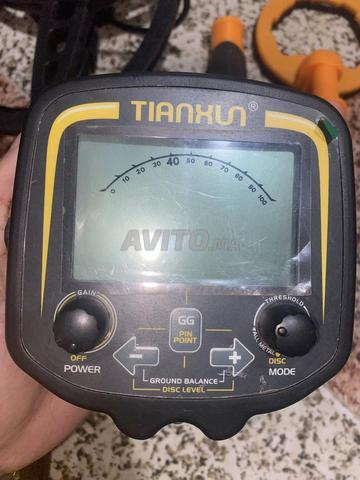 TIANXUN®
0 10 20 30 40 50 60 70 80 90 100
AVITO.MA
GAIN
OFF
POWER
GG
PIN
POINT
THRESHOLD
ALL METAL
DISC
MODE
- +
GROUND BALANCE
DISC LEVEL